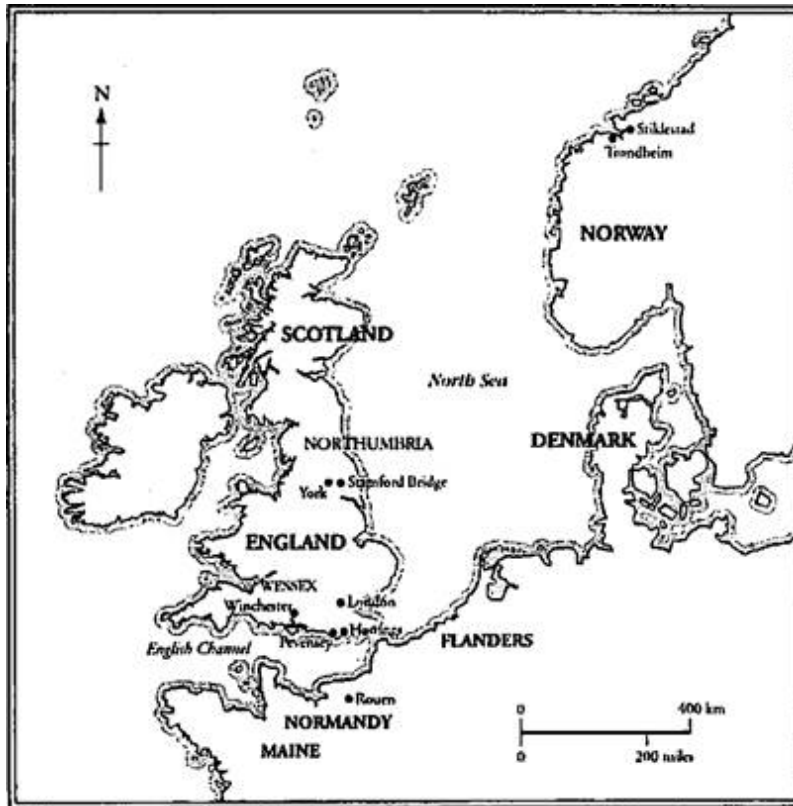 N
Stiklestad
Trondheim
NORWAY
SCOTLAND
North Sea
NORTHUMBRIA
DENMARK
York
Stamford Bridge
ENGLAND
WESSEX
London
Winchester
Hastings
Pevensey
FLANDERS
English Channel
Rouen
NORMANDY
MAINE
0 400 km
0 200 miles